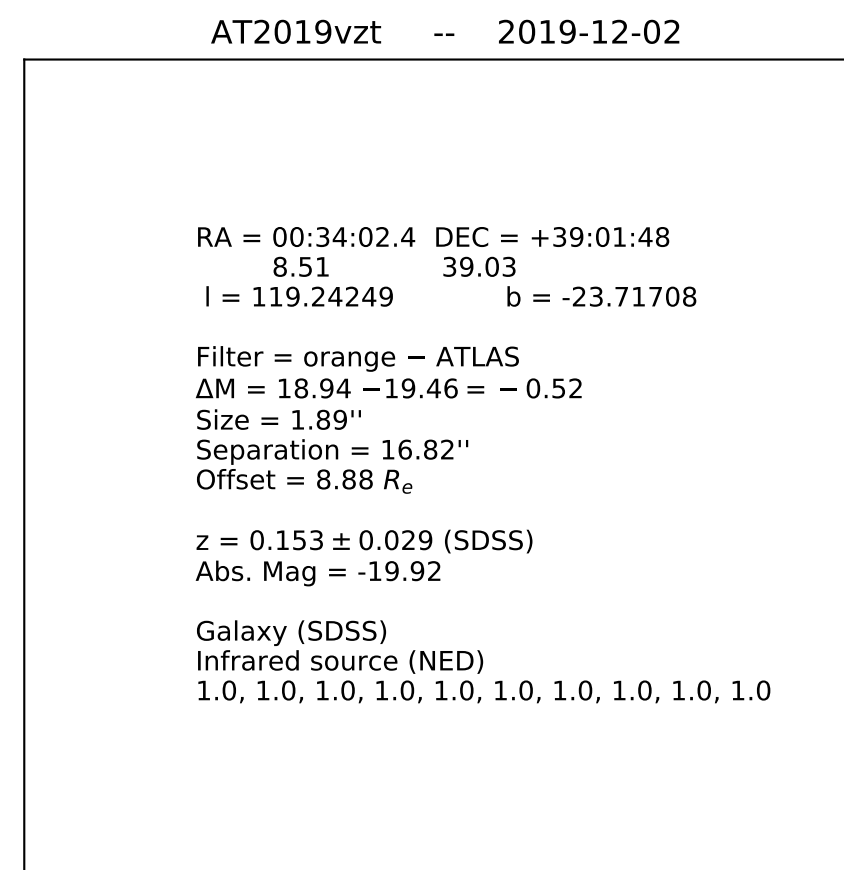 AT2019vzt -- 2019-12-02
RA = 00:34:02.4 DEC = +39:01:48
8.51 39.03
l = 119.24249 b = -23.71708
Filter = orange − ATLAS
ΔM = 18.94 −19.46 = − 0.52
Size = 1.89''
Separation = 16.82''
Offset = 8.88 Re
z = 0.153 ± 0.029 (SDSS)
Abs. Mag = -19.92
Galaxy (SDSS)
Infrared source (NED)
1.0, 1.0, 1.0, 1.0, 1.0, 1.0, 1.0, 1.0, 1.0, 1.0